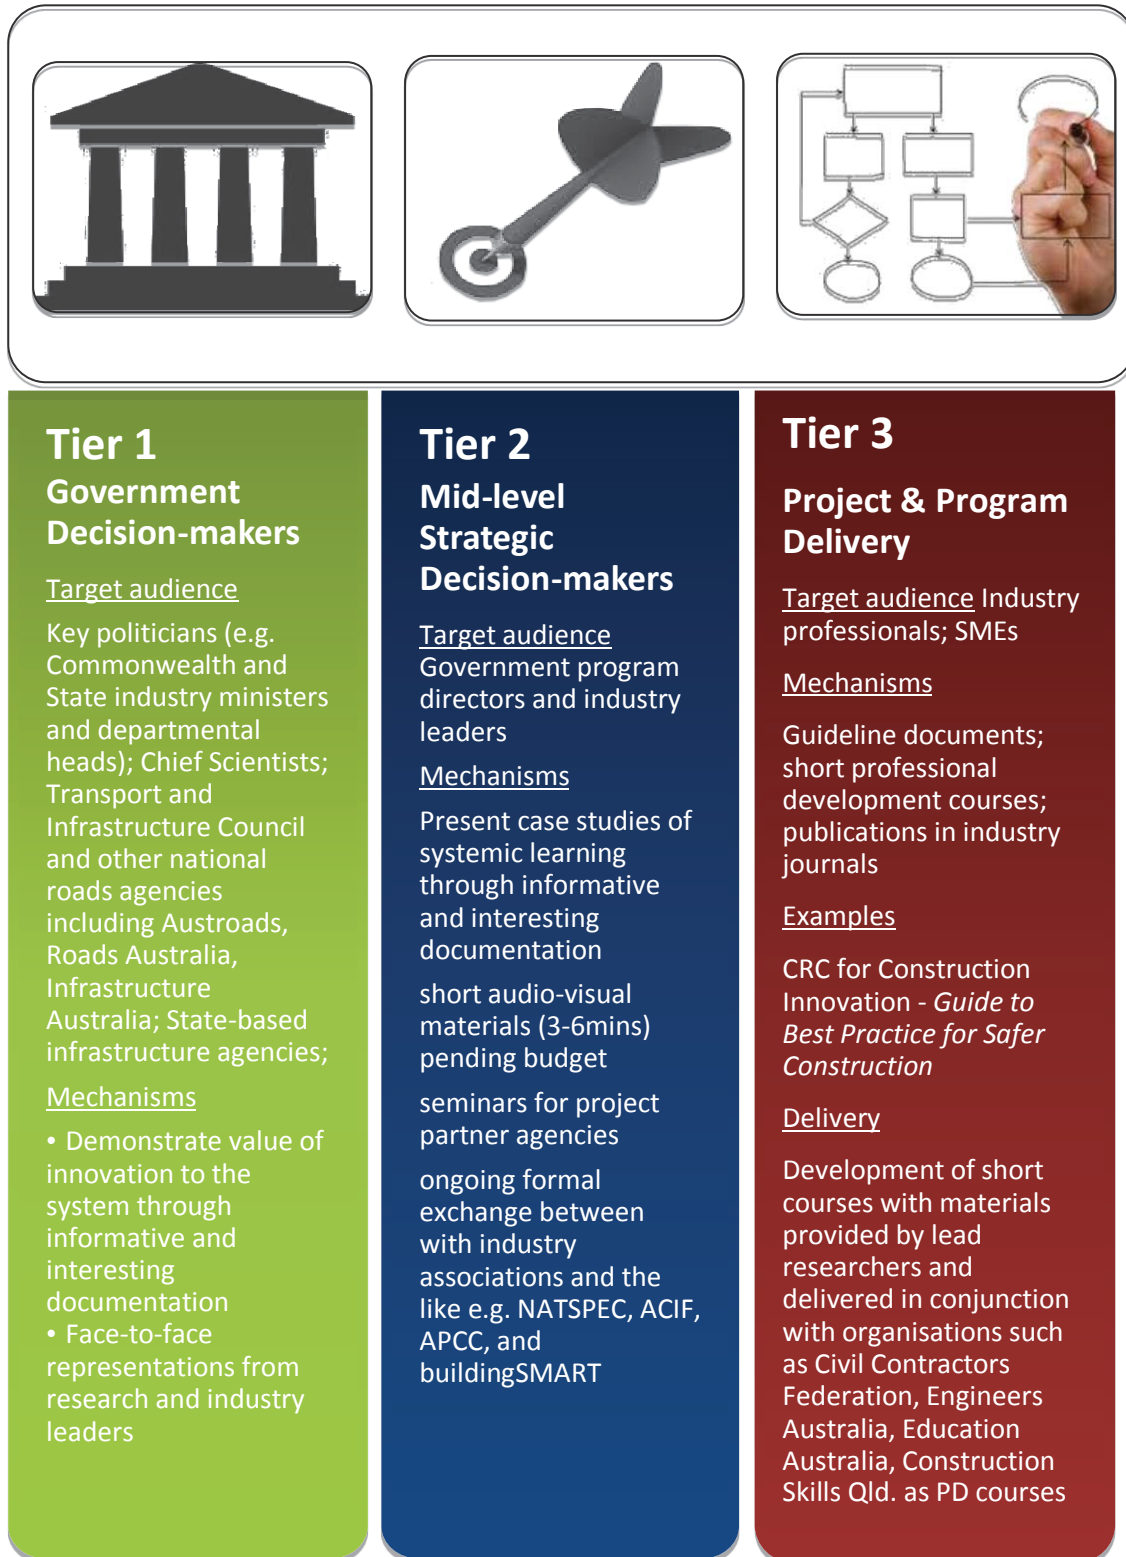 Tier 1
Government
Decision-makers
Target audience
Key politicians (e.g.
Commonwealth and
State industry ministers
and departmental
heads); Chief Scientists;
Transport and
Infrastructure Council
and other national
roads agencies
including Austroads,
Roads Australia,
Infrastructure
Australia; State-based
infrastructure agencies;
Mechanisms
• Demonstrate value of
innovation to the
system through
informative and
interesting
documentation
• Face-to-face
representations from
research and industry
leaders
Tier 2
Mid-level
Strategic
Decision-makers
Target audience
Government program
directors and industry
leaders
Mechanisms
Present case studies of
systemic learning
through informative
and interesting
documentation
short audio-visual
materials (3-6mins)
pending budget
seminars for project
partner agencies
ongoing formal
exchange between
with industry
associations and the
like e.g. NATSPEC, ACIF,
APCC, and
buildingSMART
Tier 3
Project & Program
Delivery
Target audience Industry
professionals; SMEs
Mechanisms
Guideline documents;
short professional
development courses;
publications in industry
journals
Examples
CRC for Construction
Innovation - Guide to
Best Practice for Safer
Construction
Delivery
Development of short
courses with materials
provided by lead
researchers and
delivered in conjunction
with organisations such
as Civil Contractors
Federation, Engineers
Australia, Education
Australia, Construction
Skills Qld. as PD courses